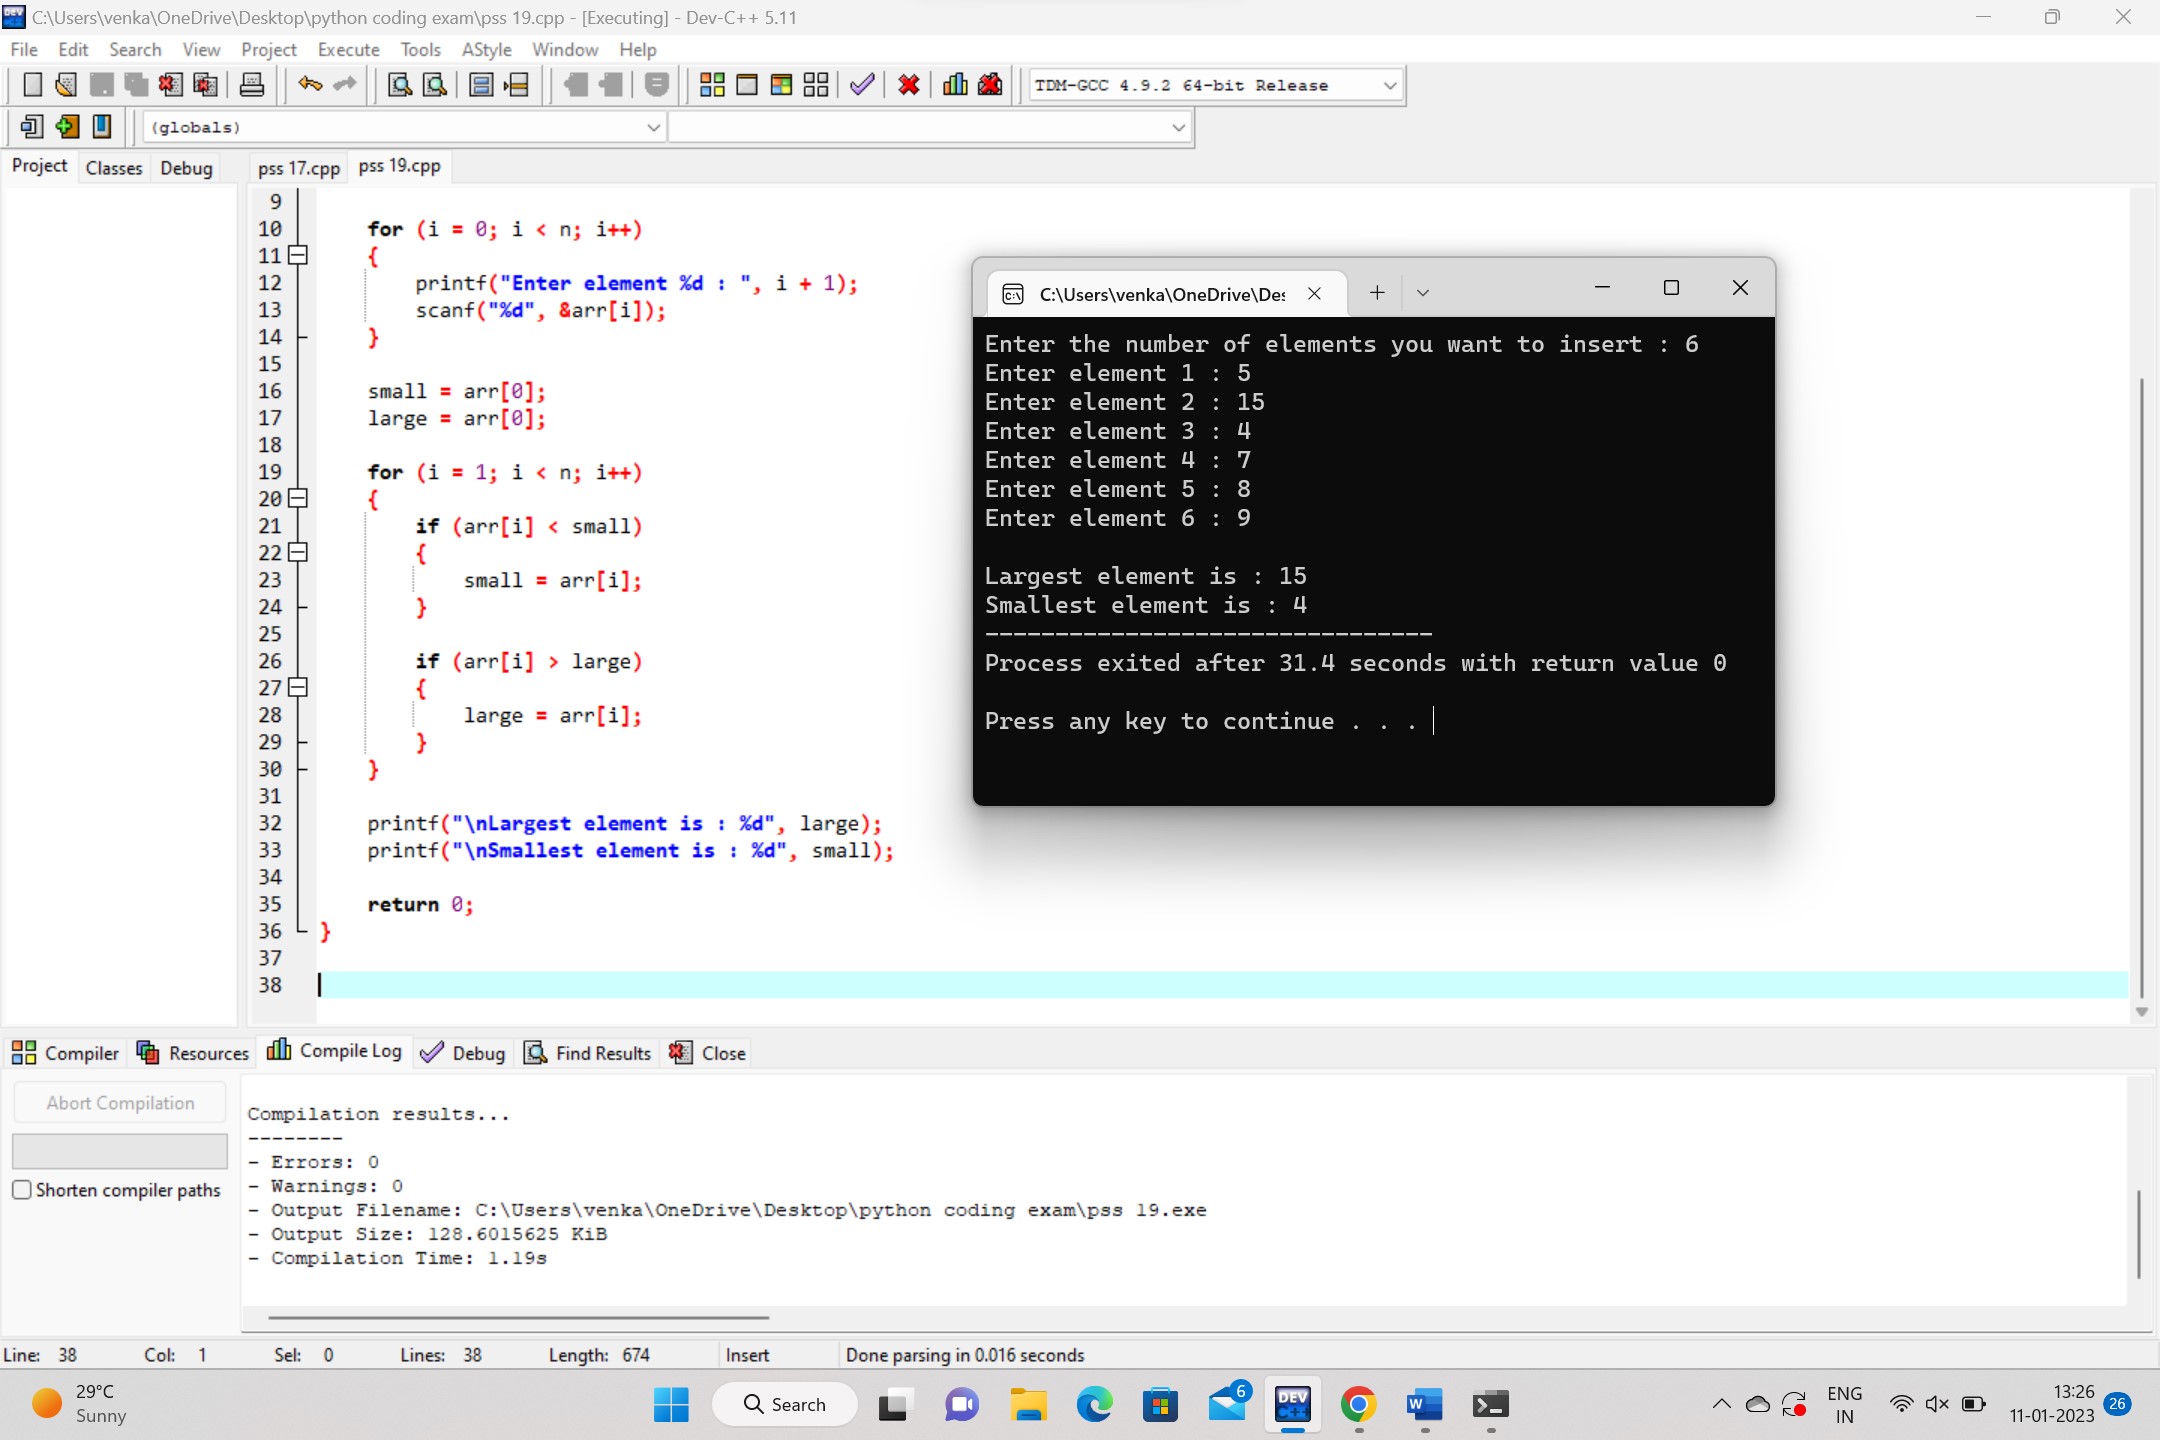 C:\Users\venka\OneDrive\Desktop\python coding exam\pss 19.cpp - [Executing] - Dev-C++ 5.11
File Edit Search View Project Execute Tools AStyle Window Help
TDM-GCC 4.9.2 64-bit Release
(globals)
Project Classes Debug
pss 17.cpp pss 19.cpp
9
10 for (i = 0; i < n; i++)
11 {
12 printf("Enter element %d : ", i + 1);
13 scanf("%d", &arr[i]);
14 }
15
16 small = arr[0];
17 large = arr[0];
18
19 for (i = 1; i < n; i++)
20 {
21 if (arr[i] < small)
22 {
23 small = arr[i];
24 }
25
26 if (arr[i] > large)
27 {
28 large = arr[i];
29 }
30 }
31
32 printf("\nLargest element is : %d", large);
33 printf("\nSmallest element is : %d", small);
34
35 return 0;
36 }
37
38
C:\Users\venka\OneDrive\Des
Enter the number of elements you want to insert : 6
Enter element 1 : 5
Enter element 2 : 15
Enter element 3 : 4
Enter element 4 : 7
Enter element 5 : 8
Enter element 6 : 9
Largest element is : 15
Smallest element is : 4
--------------------------------
Process exited after 31.4 seconds with return value 0
Press any key to continue . . .
Compiler Resources Compile Log Debug Find Results Close
Abort Compilation
Shorten compiler paths
Compilation results...
--------
- Errors: 0
- Warnings: 0
- Output Filename: C:\Users\venka\OneDrive\Desktop\python coding exam\pss 19.exe
- Output Size: 128.6015625 KiB
- Compilation Time: 1.19s
Line: 38 Col: 1 Sel: 0 Lines: 38 Length: 674 Insert Done parsing in 0.016 seconds
29°C
Sunny
Search
6
DEV
C++
W
ENG
IN
13:26
11-01-2023
26